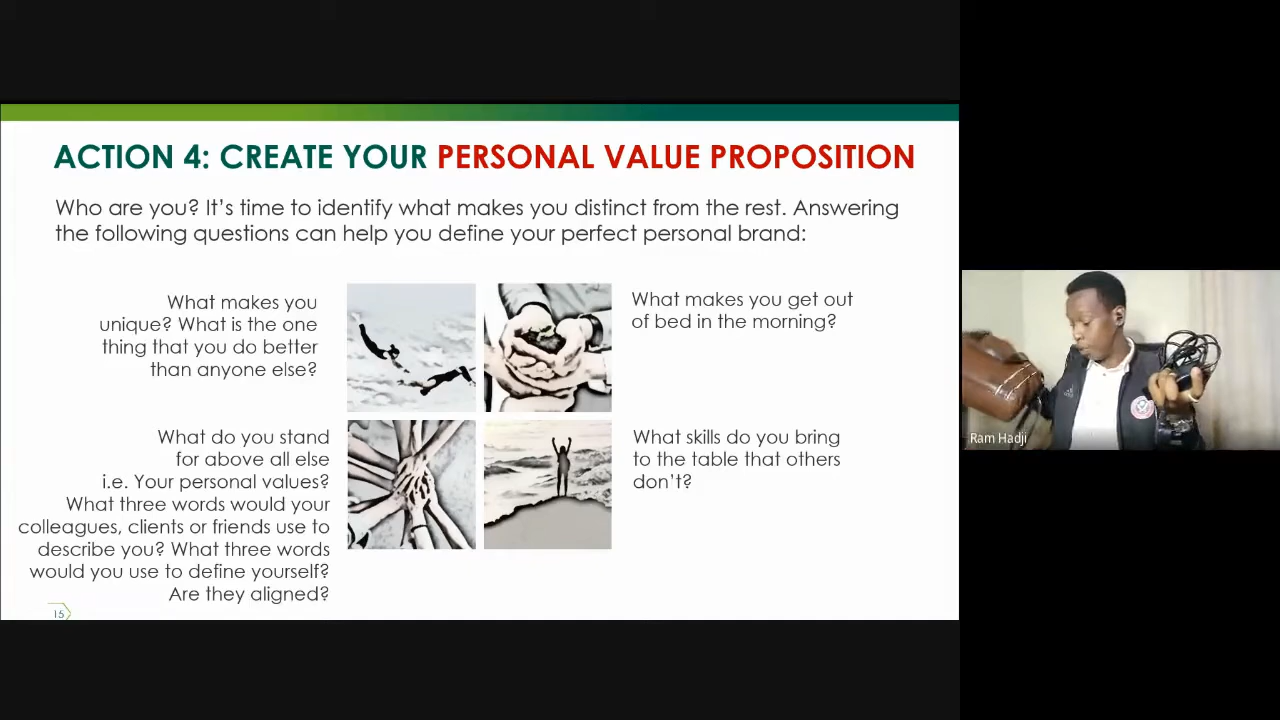 ACTION 4: CREATE YOUR PERSONAL VALUE PROPOSITION
Who are you? It's time to identify what makes you distinct from the rest. Answering
the following questions can help you define your perfect personal brand:
What makes you
unique? What is the one
thing that you do better
than anyone else?
What makes you get out
of bed in the morning?
What do you stand
for above all else
i.e. Your personal values?
What three words would your
colleagues, clients or friends use to
describe you? What three words
would you use to define yourself?
Are they aligned?
What skills do you bring
to the table that others
don't?
15
Ram Hadji